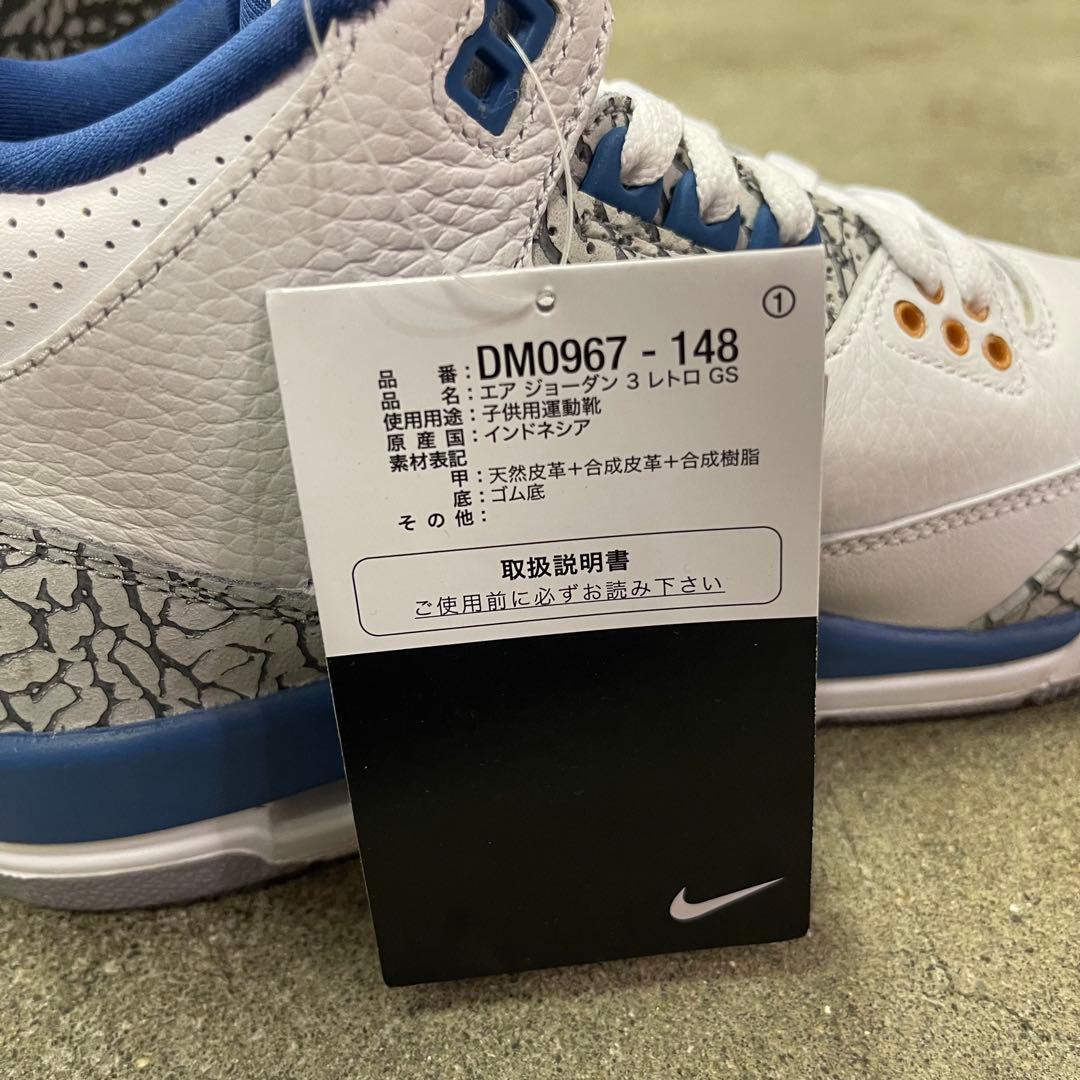 ①
品番：DM0967 - 148
品名：エア ジョーダン 3 レトロ GS
使用用途：子供用運動靴
原産国：インドネシア
素材表記
甲：天然皮革＋合成皮革＋合成樹脂
底：ゴム底
その他：
取扱説明書
ご使用前に必ずお読み下さい